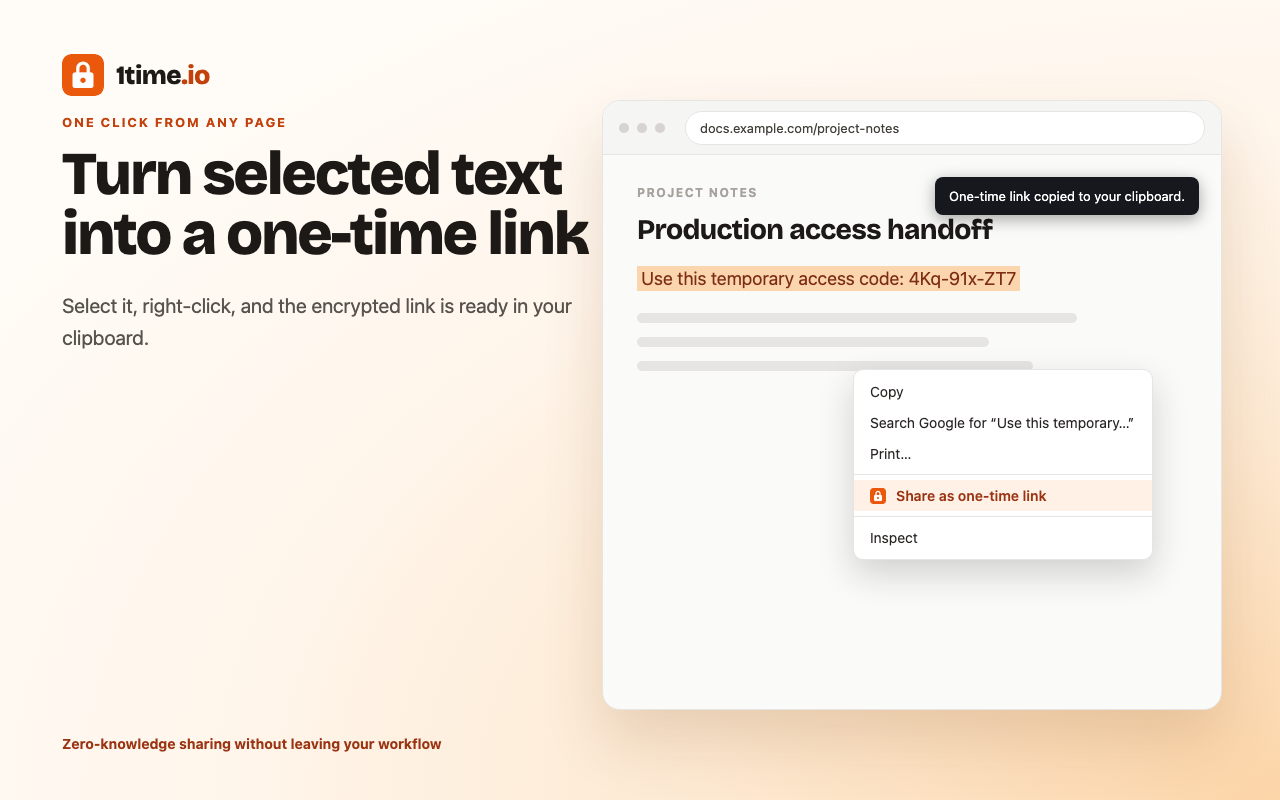 1time.io
ONE CLICK FROM ANY PAGE
Turn selected text
into a one-time link
Select it, right-click, and the encrypted link is ready in your
clipboard.
Zero-knowledge sharing without leaving your workflow
docs.example.com/project-notes
PROJECT NOTES
One-time link copied to your clipboard.
Production access handoff
Use this temporary access code: 4Kq-91x-ZT7
Copy
Search Google for “Use this temporary…”
Print…
Share as one-time link
Inspect